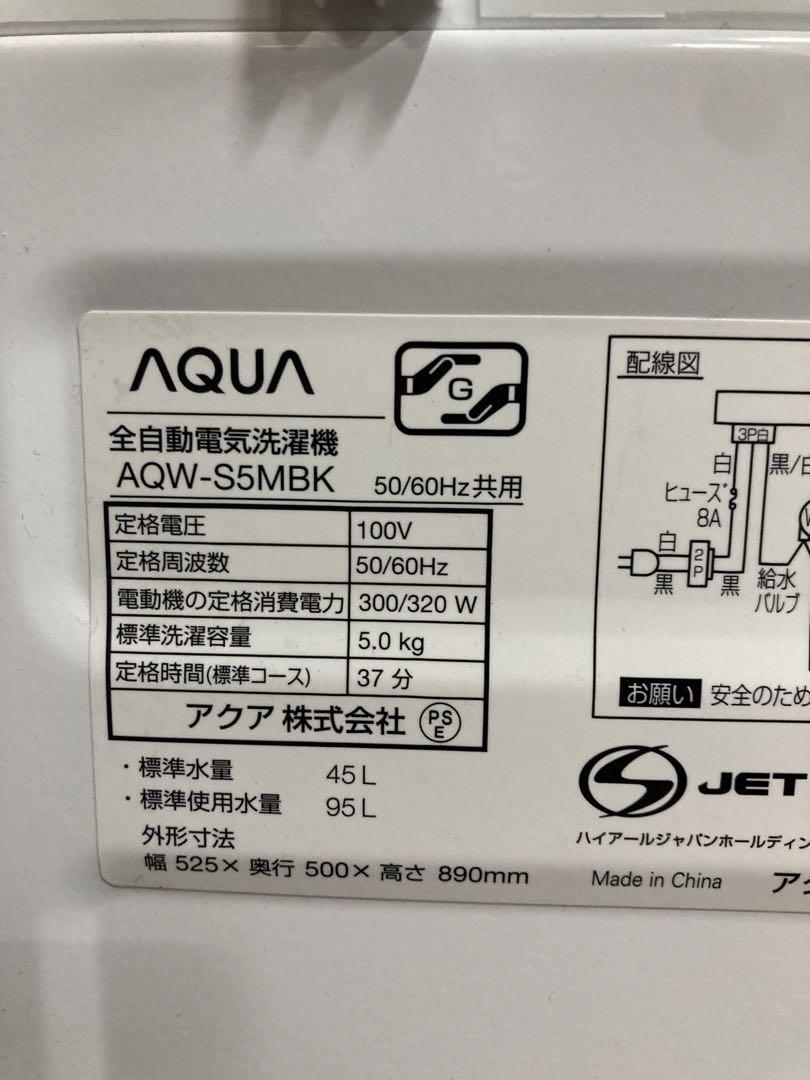 AQUA
G
全自動電気洗濯機
AQW-S5MBK 50/60Hz共用
定格電圧 100V
定格周波数 50/60Hz
電動機の定格消費電力 300/320 W
標準洗濯容量 5.0 kg
定格時間(標準コース) 37 分
アクア 株式会社 PSE
・標準水量 45L
・標準使用水量 95L
外形寸法
幅 525× 奥行 500× 高さ 890mm
配線図
3P白
白 黒/白
ヒューズ
8A
白
2P
黒 黒
給水
バルブ
お願い 安全のため
JET
ハイアールジャパンホールディン
Made in China